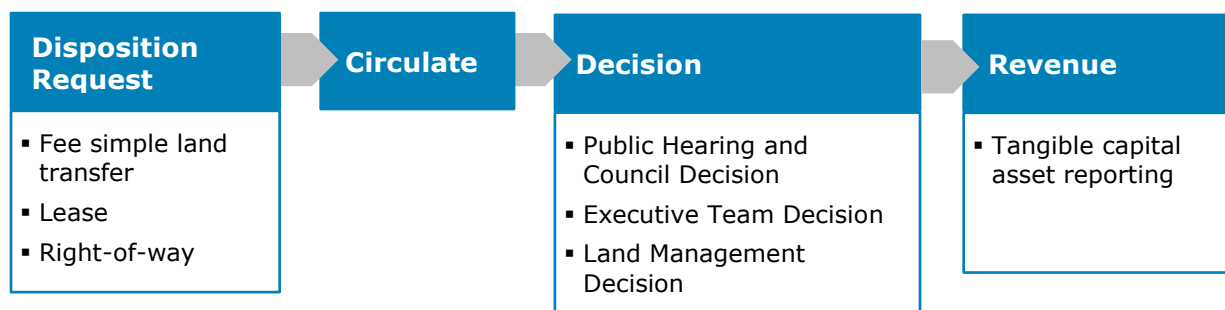 Disposition
Request
▪ Fee simple land
transfer
▪ Lease
▪ Right-of-way
Circulate
Decision
▪ Public Hearing and
Council Decision
▪ Executive Team Decision
▪ Land Management
Decision
Revenue
▪ Tangible capital
asset reporting